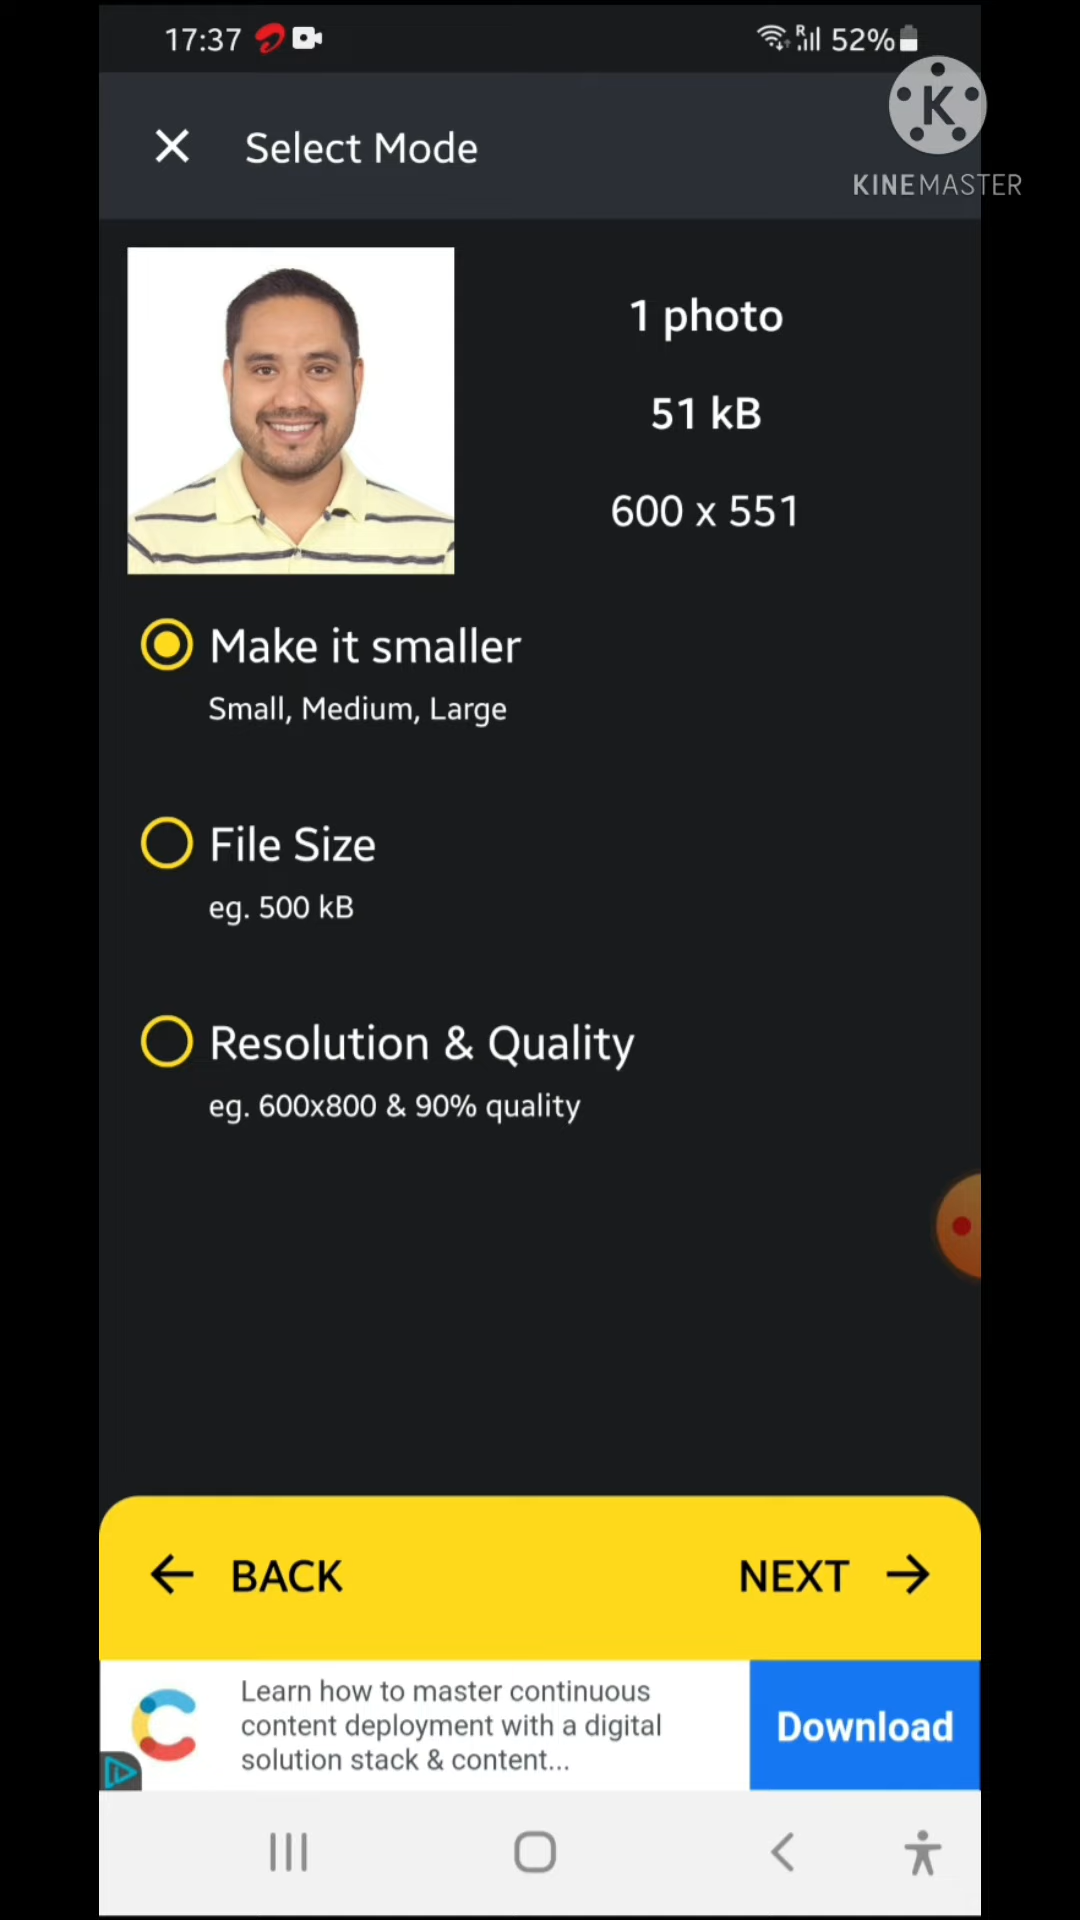 17:37
R
52%
K
KINEMASTER
Select Mode
1 photo
51 kB
600 x 551
Make it smaller
Small, Medium, Large
File Size
eg. 500 kB
Resolution & Quality
eg. 600x800 & 90% quality
BACK
NEXT
Learn how to master continuous
content deployment with a digital
solution stack & content...
Download